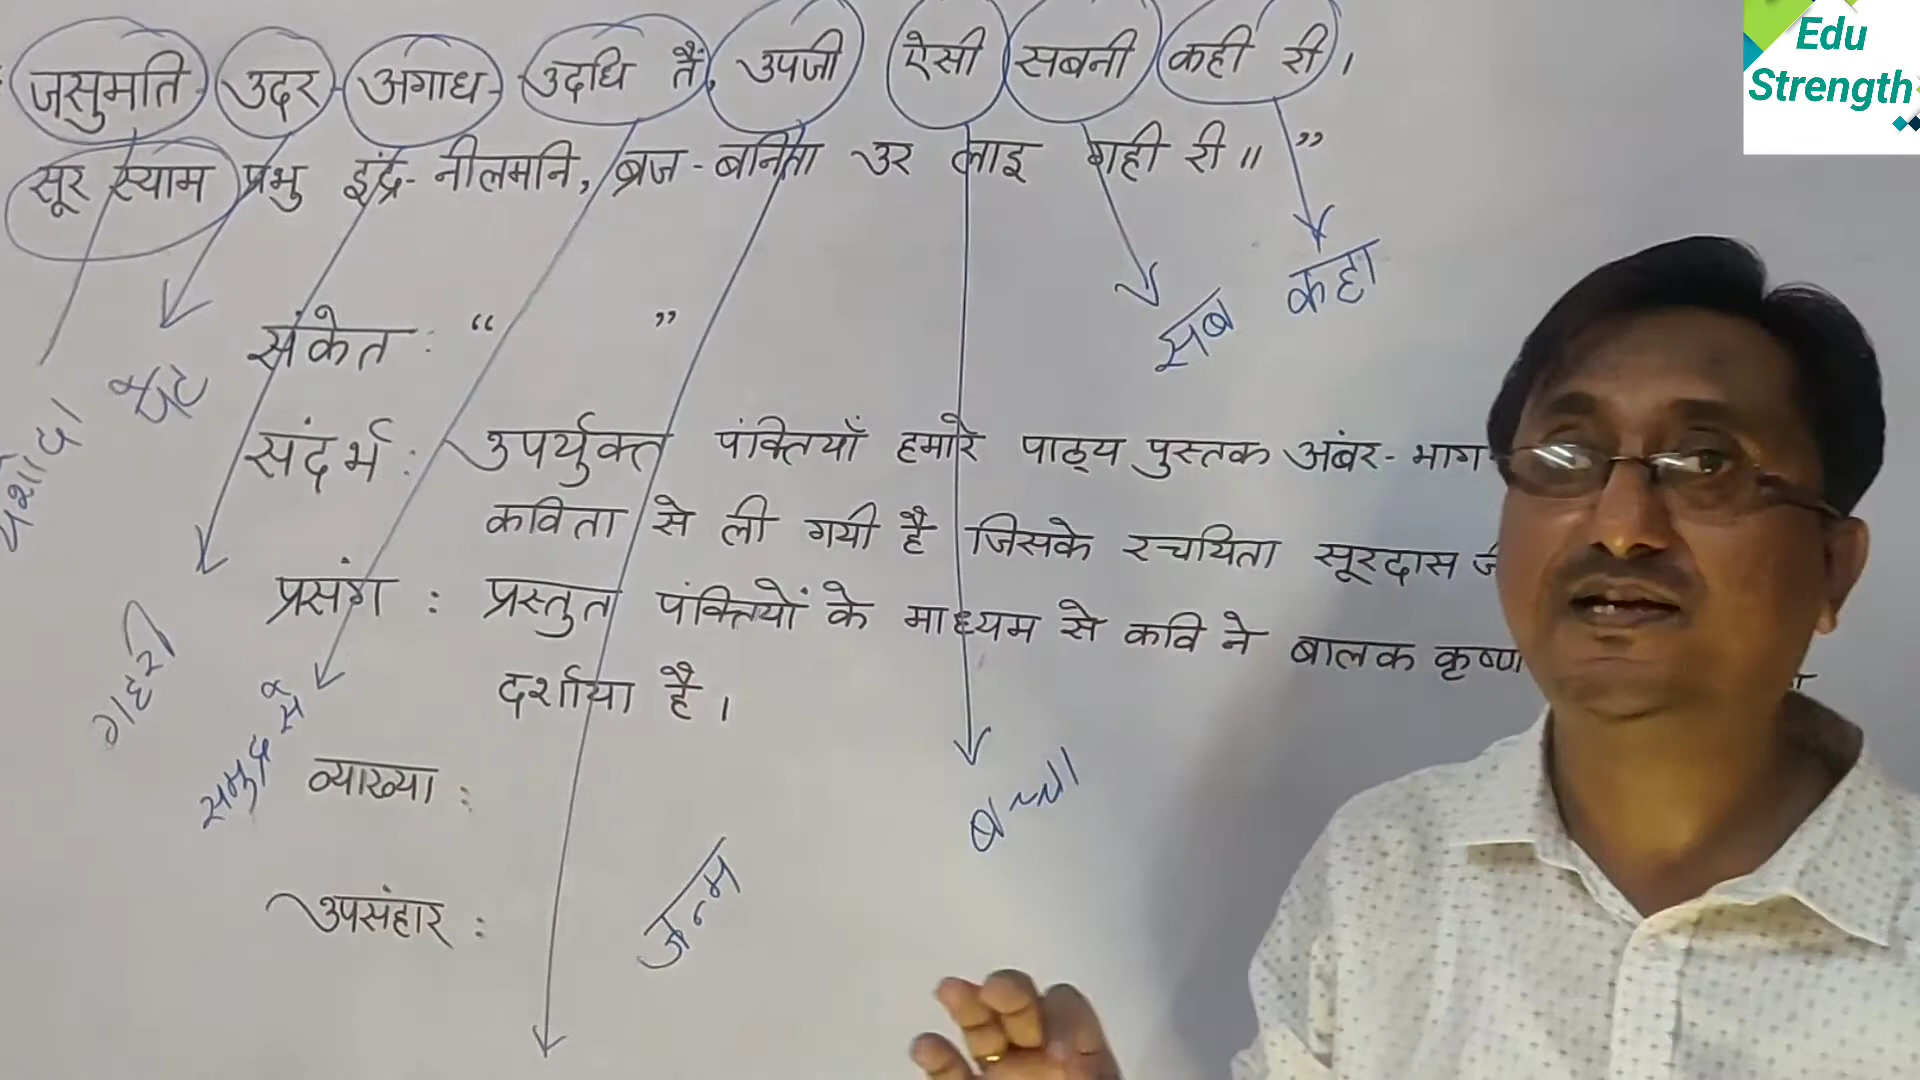 जसुमति - उदर - अगाध - उदधि तैं, उपजी ऐसी सबनी कही री ।
सूर स्याम प्रभु इंद्र - नीलमनि, ब्रज - बनिता उर लाइ गही री ॥ ”
संकेत : “ ”
संदर्भ : उपर्युक्त पंक्तियाँ हमारे पाठ्य पुस्तक अंबर - भाग
कविता से ली गयी है जिसके रचयिता सूरदास
प्रसंग : प्रस्तुत पंक्तियों के माध्यम से कवि ने बालक कृष्ण
दर्शाया है ।
व्याख्या :
उपसंहार :
यशोदा
पेट
गहरी
समुद्र से
जन्म
सब
कहा
Edu
Strength